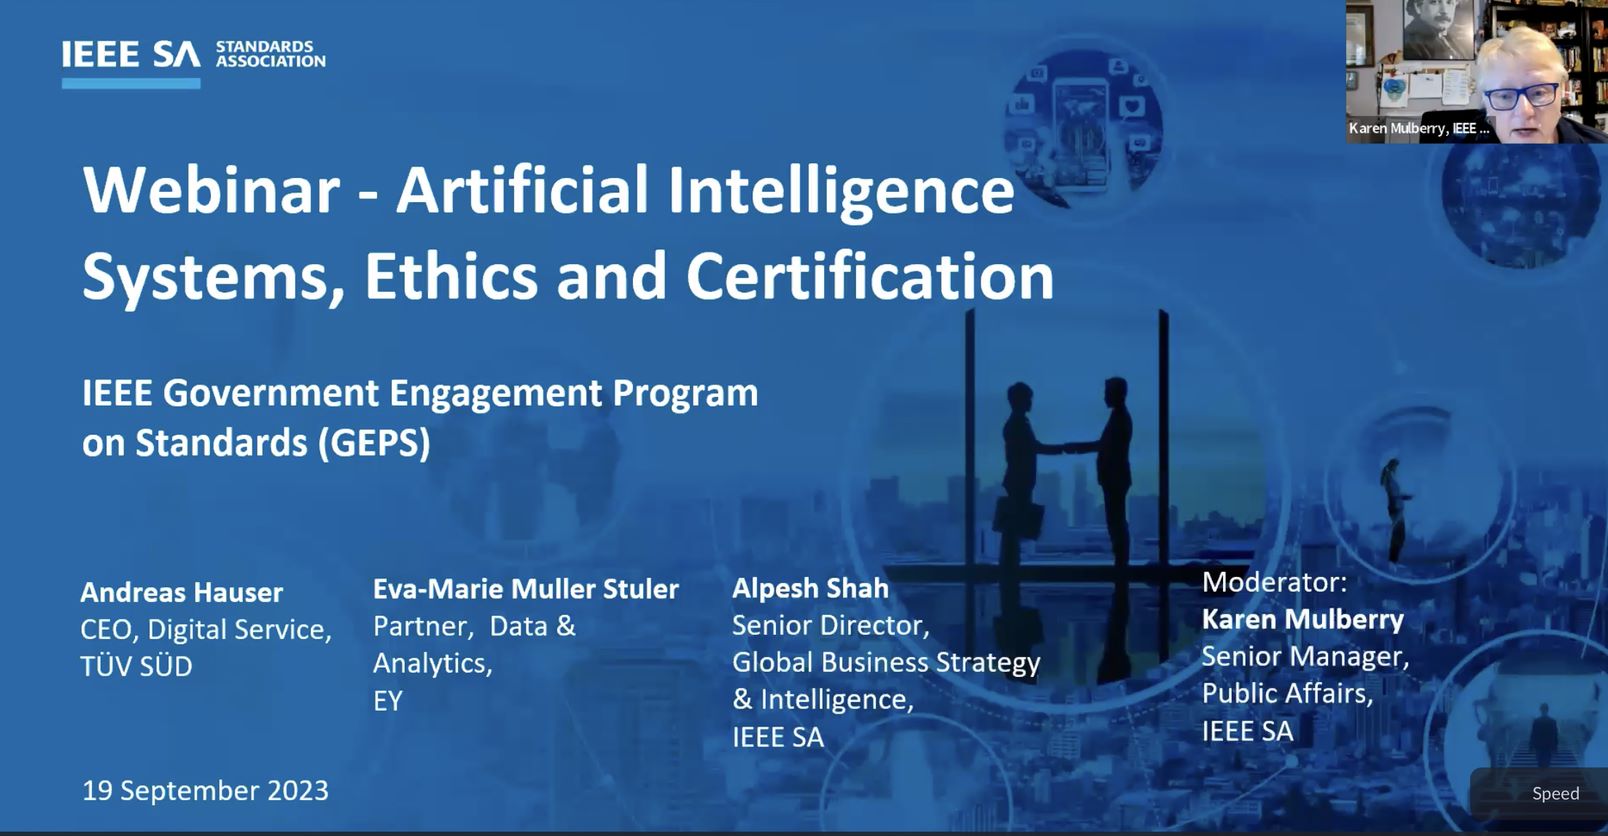 IEEE SA STANDARDS
ASSOCIATION
Karen Mulberry, IEEE ...
Webinar - Artificial Intelligence
Systems, Ethics and Certification
IEEE Government Engagement Program
on Standards (GEPS)
Andreas Hauser
CEO, Digital Service,
TÜV SÜD
Eva-Marie Muller Stuler
Partner, Data &
Analytics,
EY
Alpesh Shah
Senior Director,
Global Business Strategy
& Intelligence,
IEEE SA
Moderator:
Karen Mulberry
Senior Manager,
Public Affairs,
IEEE SA
19 September 2023
Speed